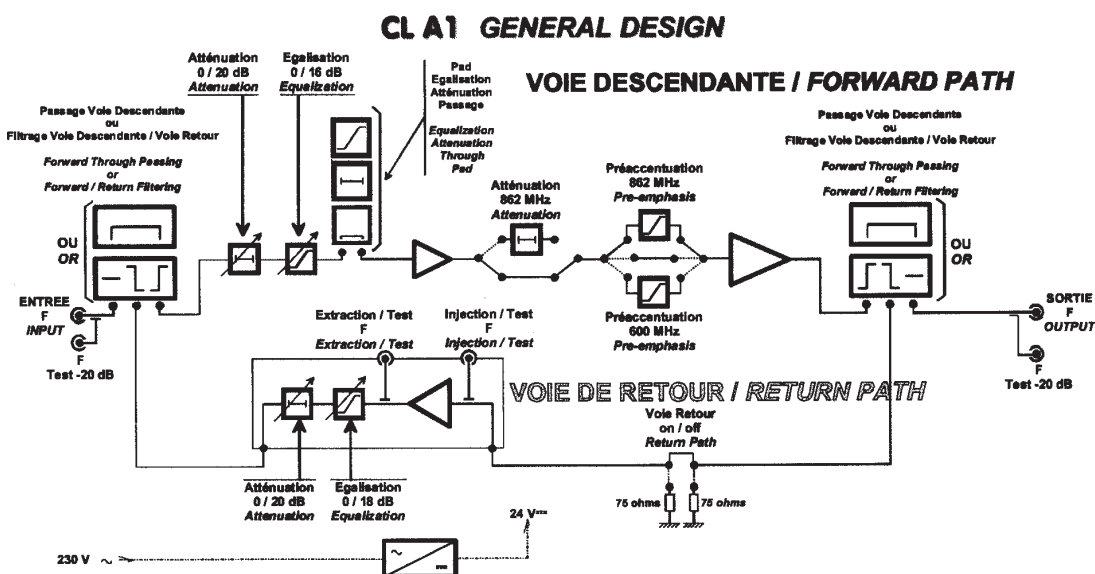 CL A1 GENERAL DESIGN
Atténuation
0 / 20 dB
Attenuation
Egalisation
0 / 16 dB
Equalization
Pad
Egalisation
Atténuation
Passage
Equalization
Attenuation
Through
Pad
VOIE DESCENDANTE / FORWARD PATH
Passage Voie Descendante
ou
Filtrage Voie Descendante / Voie Retour
Forward Through Passing
or
Forward / Return Filtering
Passage Voie Descendante
ou
Filtrage Voie Descendante / Voie Retour
Forward Through Passing
or
Forward / Return Filtering
OU
OR
Atténuation
862 MHz
Attenuation
Préaccentuation
862 MHz
Pre-emphasis
OU
OR
ENTREE
F
INPUT
F
Test -20 dB
Préaccentuation
600 MHz
Pre-emphasis
SORTIE
F
OUTPUT
F
Test -20 dB
Extraction / Test
F
Extraction / Test
Injection / Test
F
Injection / Test
VOIE DE RETOUR / RETURN PATH
Voie Retour
on / off
Return Path
Atténuation
0 / 20 dB
Attenuation
Egalisation
0 / 18 dB
Equalization
75 ohms
75 ohms
24 V
230 V ~
~